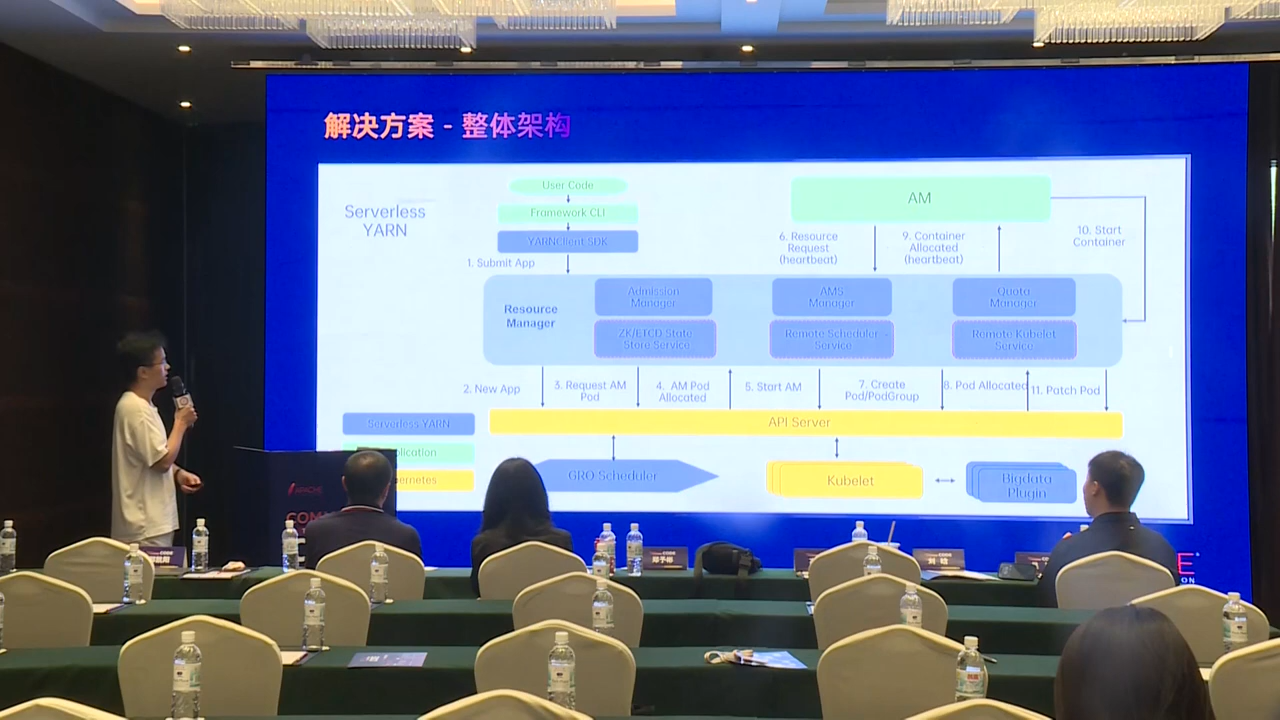 解决方案 - 整体架构
Serverless
YARN
User Code
Framework CLI
YARNClient SDK
1. Submit App
AM
6. Resource
Request
(heartbeat)
9. Container
Allocated
(heartbeat)
10. Start
Container
Resource
Manager
Admission
Manager
AMS
Manager
Quota
Manager
ZK/ETCD State
Store Service
Remote Scheduler
Service
Remote Kubelet
Service
2. New App
3. Request AM
Pod
4. AM Pod
Allocated
5. Start AM
7. Create
Pod/PodGroup
8. Pod Allocated
11. Patch Pod
Serverless YARN
API Server
GRO Scheduler
Kubelet
Bigdata
Plugin
APACHE